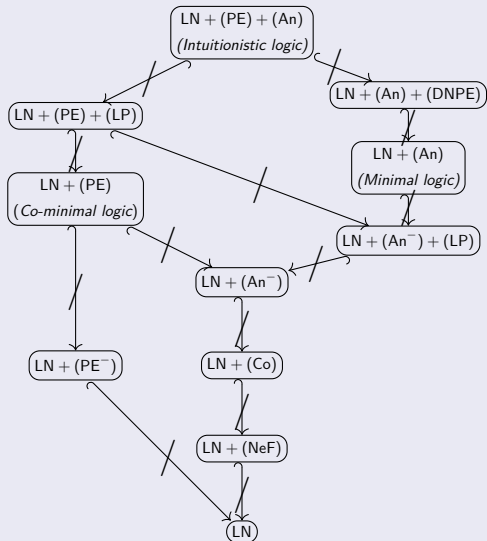 LN + (PE) + (An)
(Intuitionistic logic)
LN + (An) + (DNPE)
LN + (PE) + (LP)
LN + (An)
(Minimal logic)
LN + (PE)
(Co-minimal logic)
LN + (An⁻) + (LP)
LN + (An⁻)
LN + (PE⁻)
LN + (Co)
LN + (NeF)
LN